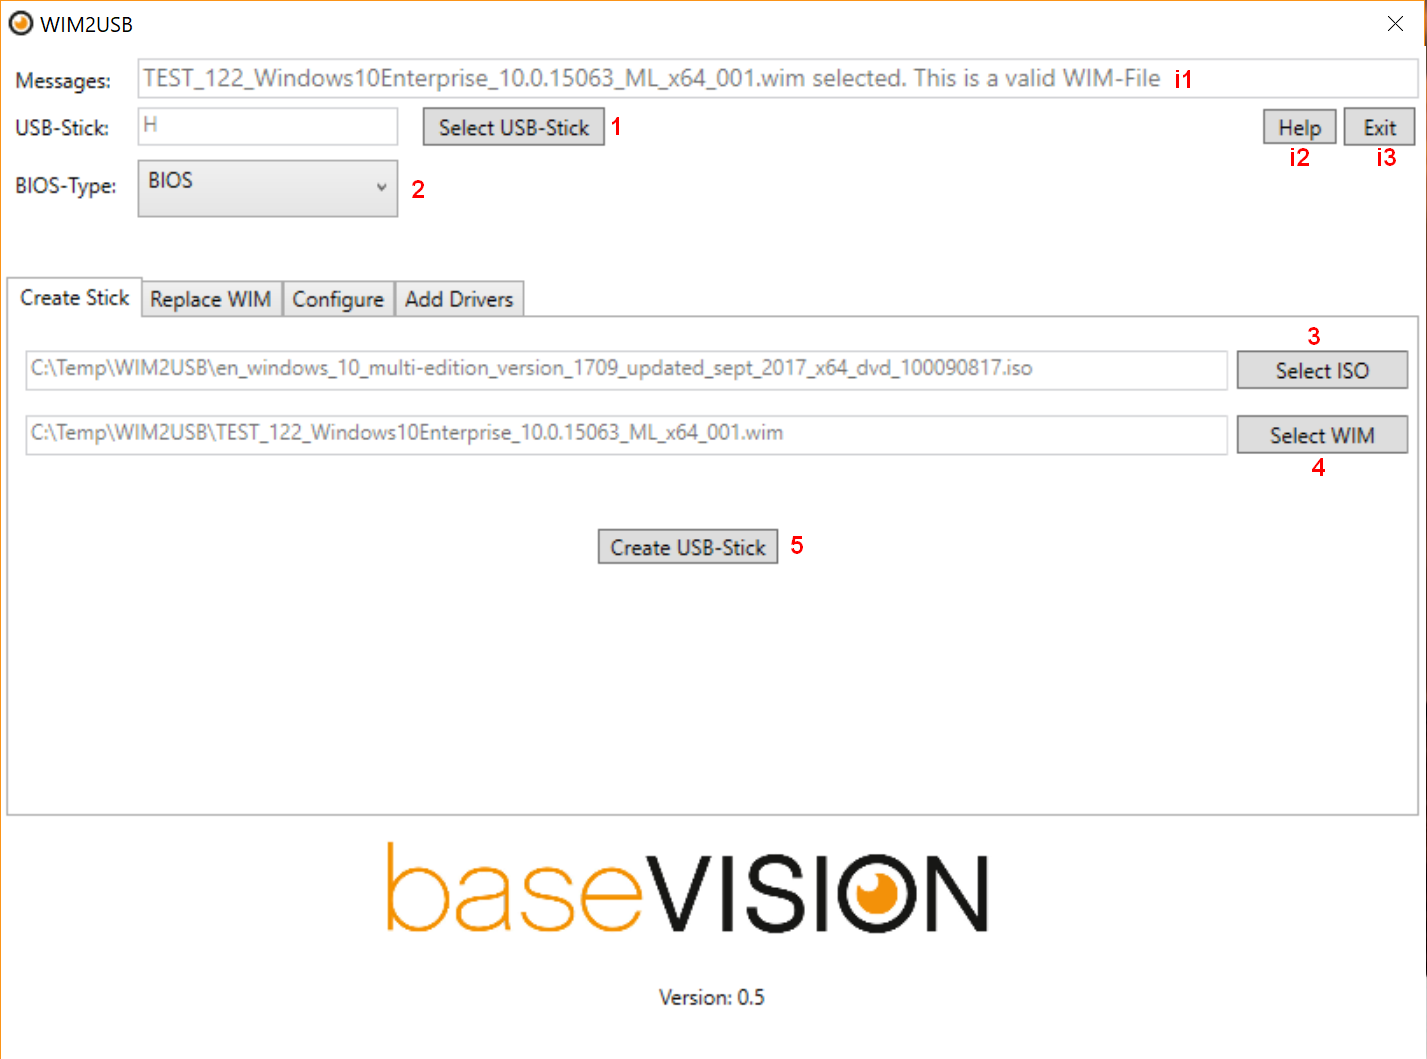 WIM2USB
Messages: TEST_122_Windows10Enterprise_10.0.15063_ML_x64_001.wim selected. This is a valid WIM-File i1
USB-Stick: H Select USB-Stick 1 Help Exit
i2 i3
BIOS-Type: BIOS 2
Create Stick Replace WIM Configure Add Drivers
3
C:\Temp\WIM2USB\en_windows_10_multi-edition_version_1709_updated_sept_2017_x64_dvd_100090817.iso Select ISO
C:\Temp\WIM2USB\TEST_122_Windows10Enterprise_10.0.15063_ML_x64_001.wim Select WIM
4
Create USB-Stick 5
baseVISION
Version: 0.5